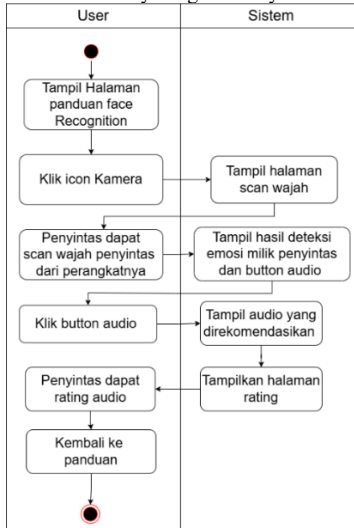 User
Sistem
Tampil Halaman
panduan face
Recognition
Klik icon Kamera
Tampil halaman
scan wajah
Penyintas dapat
scan wajah penyintas
dari perangkatnya
Tampil hasil deteksi
emosi milik penyintas
dan button audio
Klik button audio
Tampil audio yang
direkomendasikan
Penyintas dapat
rating audio
Tampilkan halaman
rating
Kembali ke
panduan